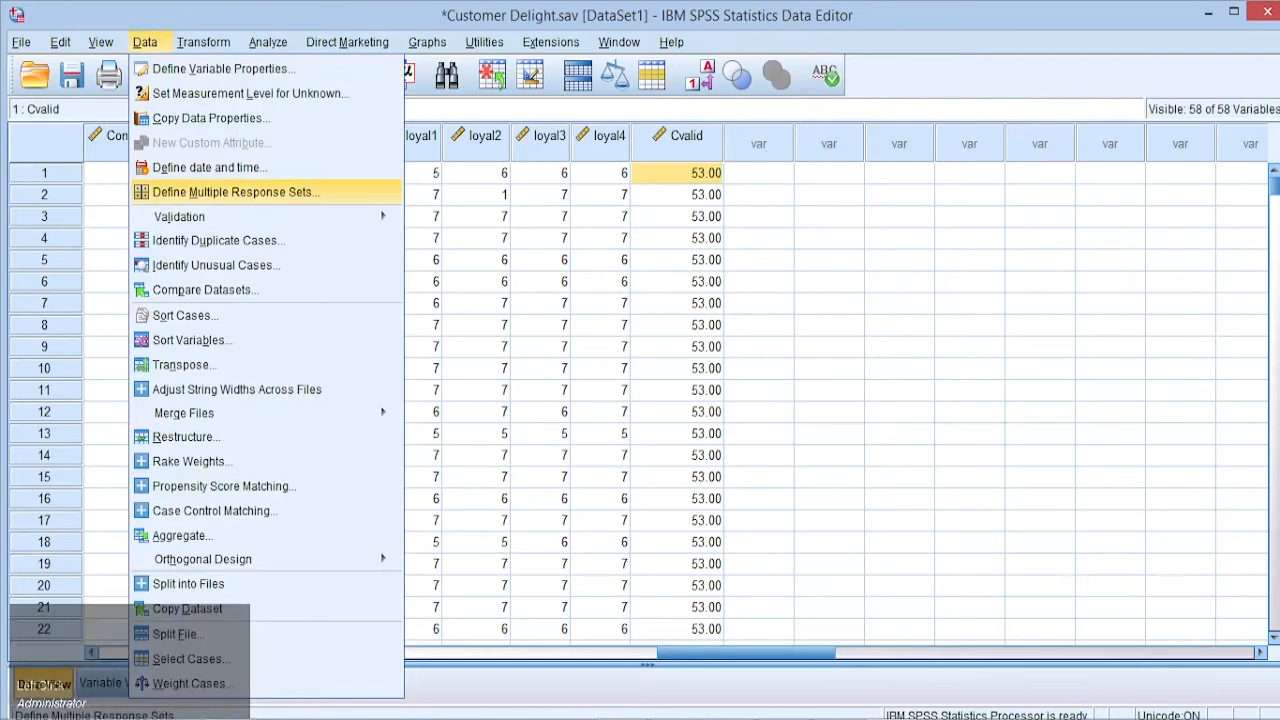 *Customer Delight.sav [DataSet1] - IBM SPSS Statistics Data Editor
File Edit View Data Transform Analyze Direct Marketing Graphs Utilities Extensions Window Help
1 : Cvalid
Visible: 58 of 58 Variables
Define Variable Properties...
Set Measurement Level for Unknown...
Copy Data Properties...
New Custom Attribute...
Define date and time...
Define Multiple Response Sets...
Validation
Identify Duplicate Cases...
Identify Unusual Cases...
Compare Datasets...
Sort Cases...
Sort Variables...
Transpose...
Adjust String Widths Across Files
Merge Files
Restructure...
Rake Weights...
Propensity Score Matching...
Case Control Matching...
Aggregate...
Orthogonal Design
Split into Files
Copy Dataset
Split File...
Select Cases...
Weight Cases...
Con loyal1 loyal2 loyal3 loyal4 Cvalid var var var var var var var var
1 5 6 6 6 53.00
2 7 1 7 7 53.00
3 7 7 7 7 53.00
4 7 7 7 7 53.00
5 6 6 6 6 53.00
6 6 6 6 6 53.00
7 6 7 7 7 53.00
8 7 7 7 7 53.00
9 7 7 7 7 53.00
10 7 7 7 7 53.00
11 7 7 7 7 53.00
12 6 7 6 7 53.00
13 5 5 5 5 53.00
14 7 7 7 7 53.00
15 7 7 7 7 53.00
16 6 6 6 6 53.00
17 7 7 7 7 53.00
18 5 5 6 6 53.00
19 7 7 7 7 53.00
20 7 7 7 7 53.00
21 7 7 7 7 53.00
22 6 6 6 6 53.00
Variable V
Administrator
Define Multiple Response Sets...
IBM SPSS Statistics Processor is ready
Unicode:ON